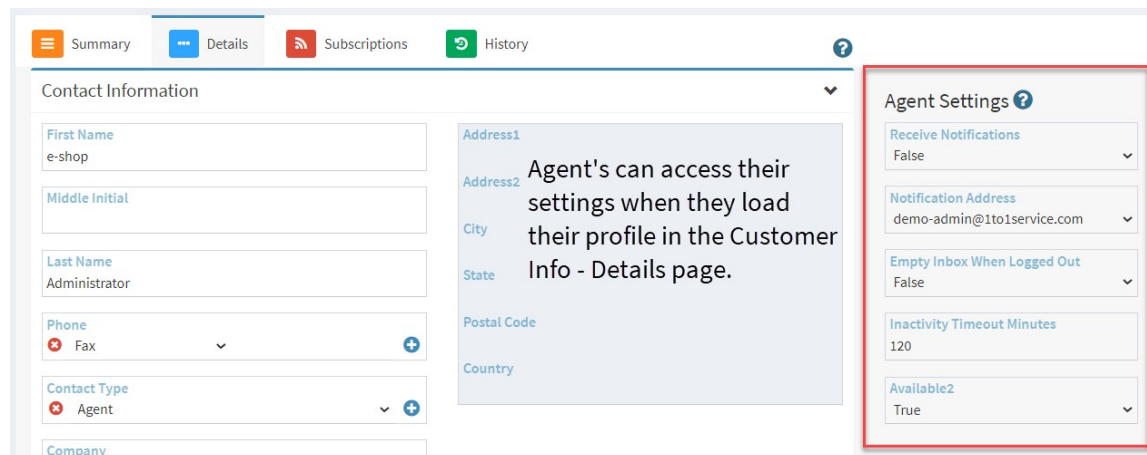 Summary
Details
Subscriptions
History
Contact Information
First Name
e-shop
Middle Initial
Last Name
Administrator
Phone
Fax
Contact Type
Agent
Company
Address1
Address2
City
State
Postal Code
Country
Agent's can access their
settings when they load
their profile in the Customer
Info - Details page.
Agent Settings
Receive Notifications
False
Notification Address
demo-admin@1to1service.com
Empty Inbox When Logged Out
False
Inactivity Timeout Minutes
120
Available2
True